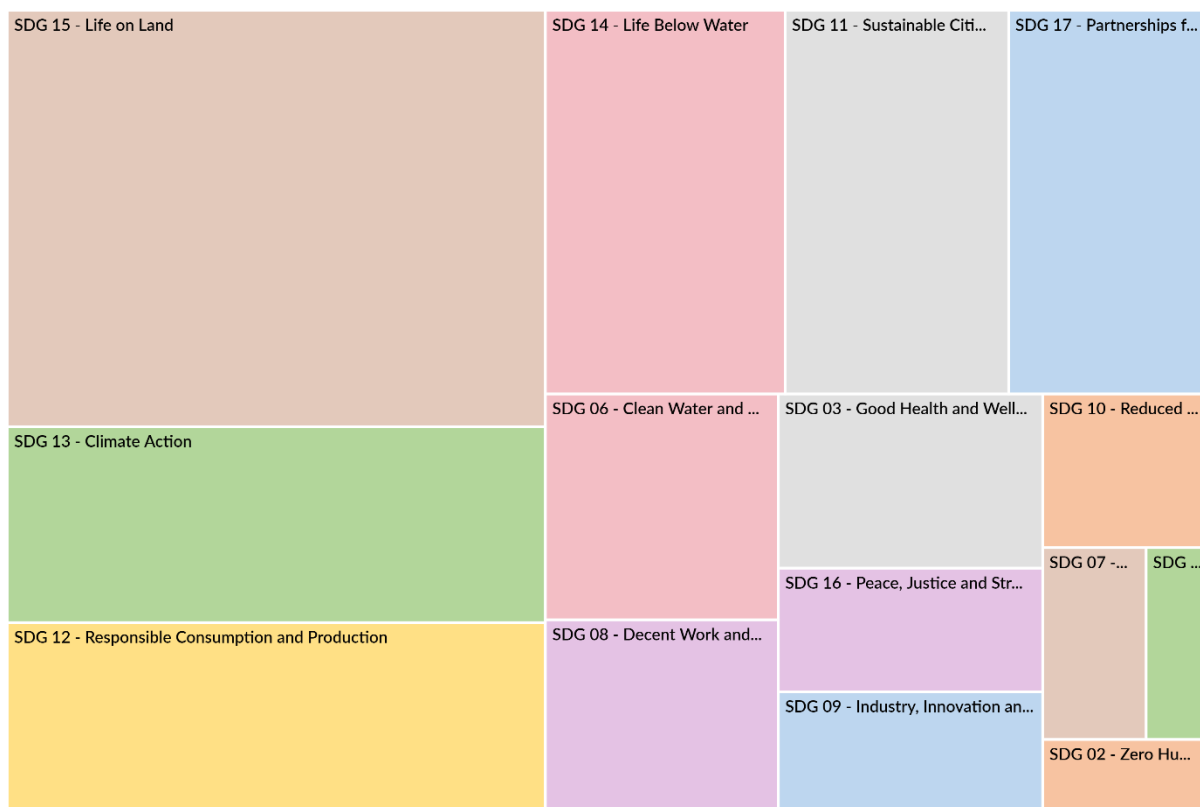 SDG 15 - Life on Land
SDG 14 - Life Below Water
SDG 11 - Sustainable Citi...
SDG 17 - Partnerships f...
SDG 13 - Climate Action
SDG 12 - Responsible Consumption and Production
SDG 06 - Clean Water and ...
SDG 03 - Good Health and Well...
SDG 10 - Reduced ...
SDG 08 - Decent Work and...
SDG 16 - Peace, Justice and Str...
SDG 09 - Industry, Innovation an...
SDG 07 -...
SDG ...
SDG 02 - Zero Hu...